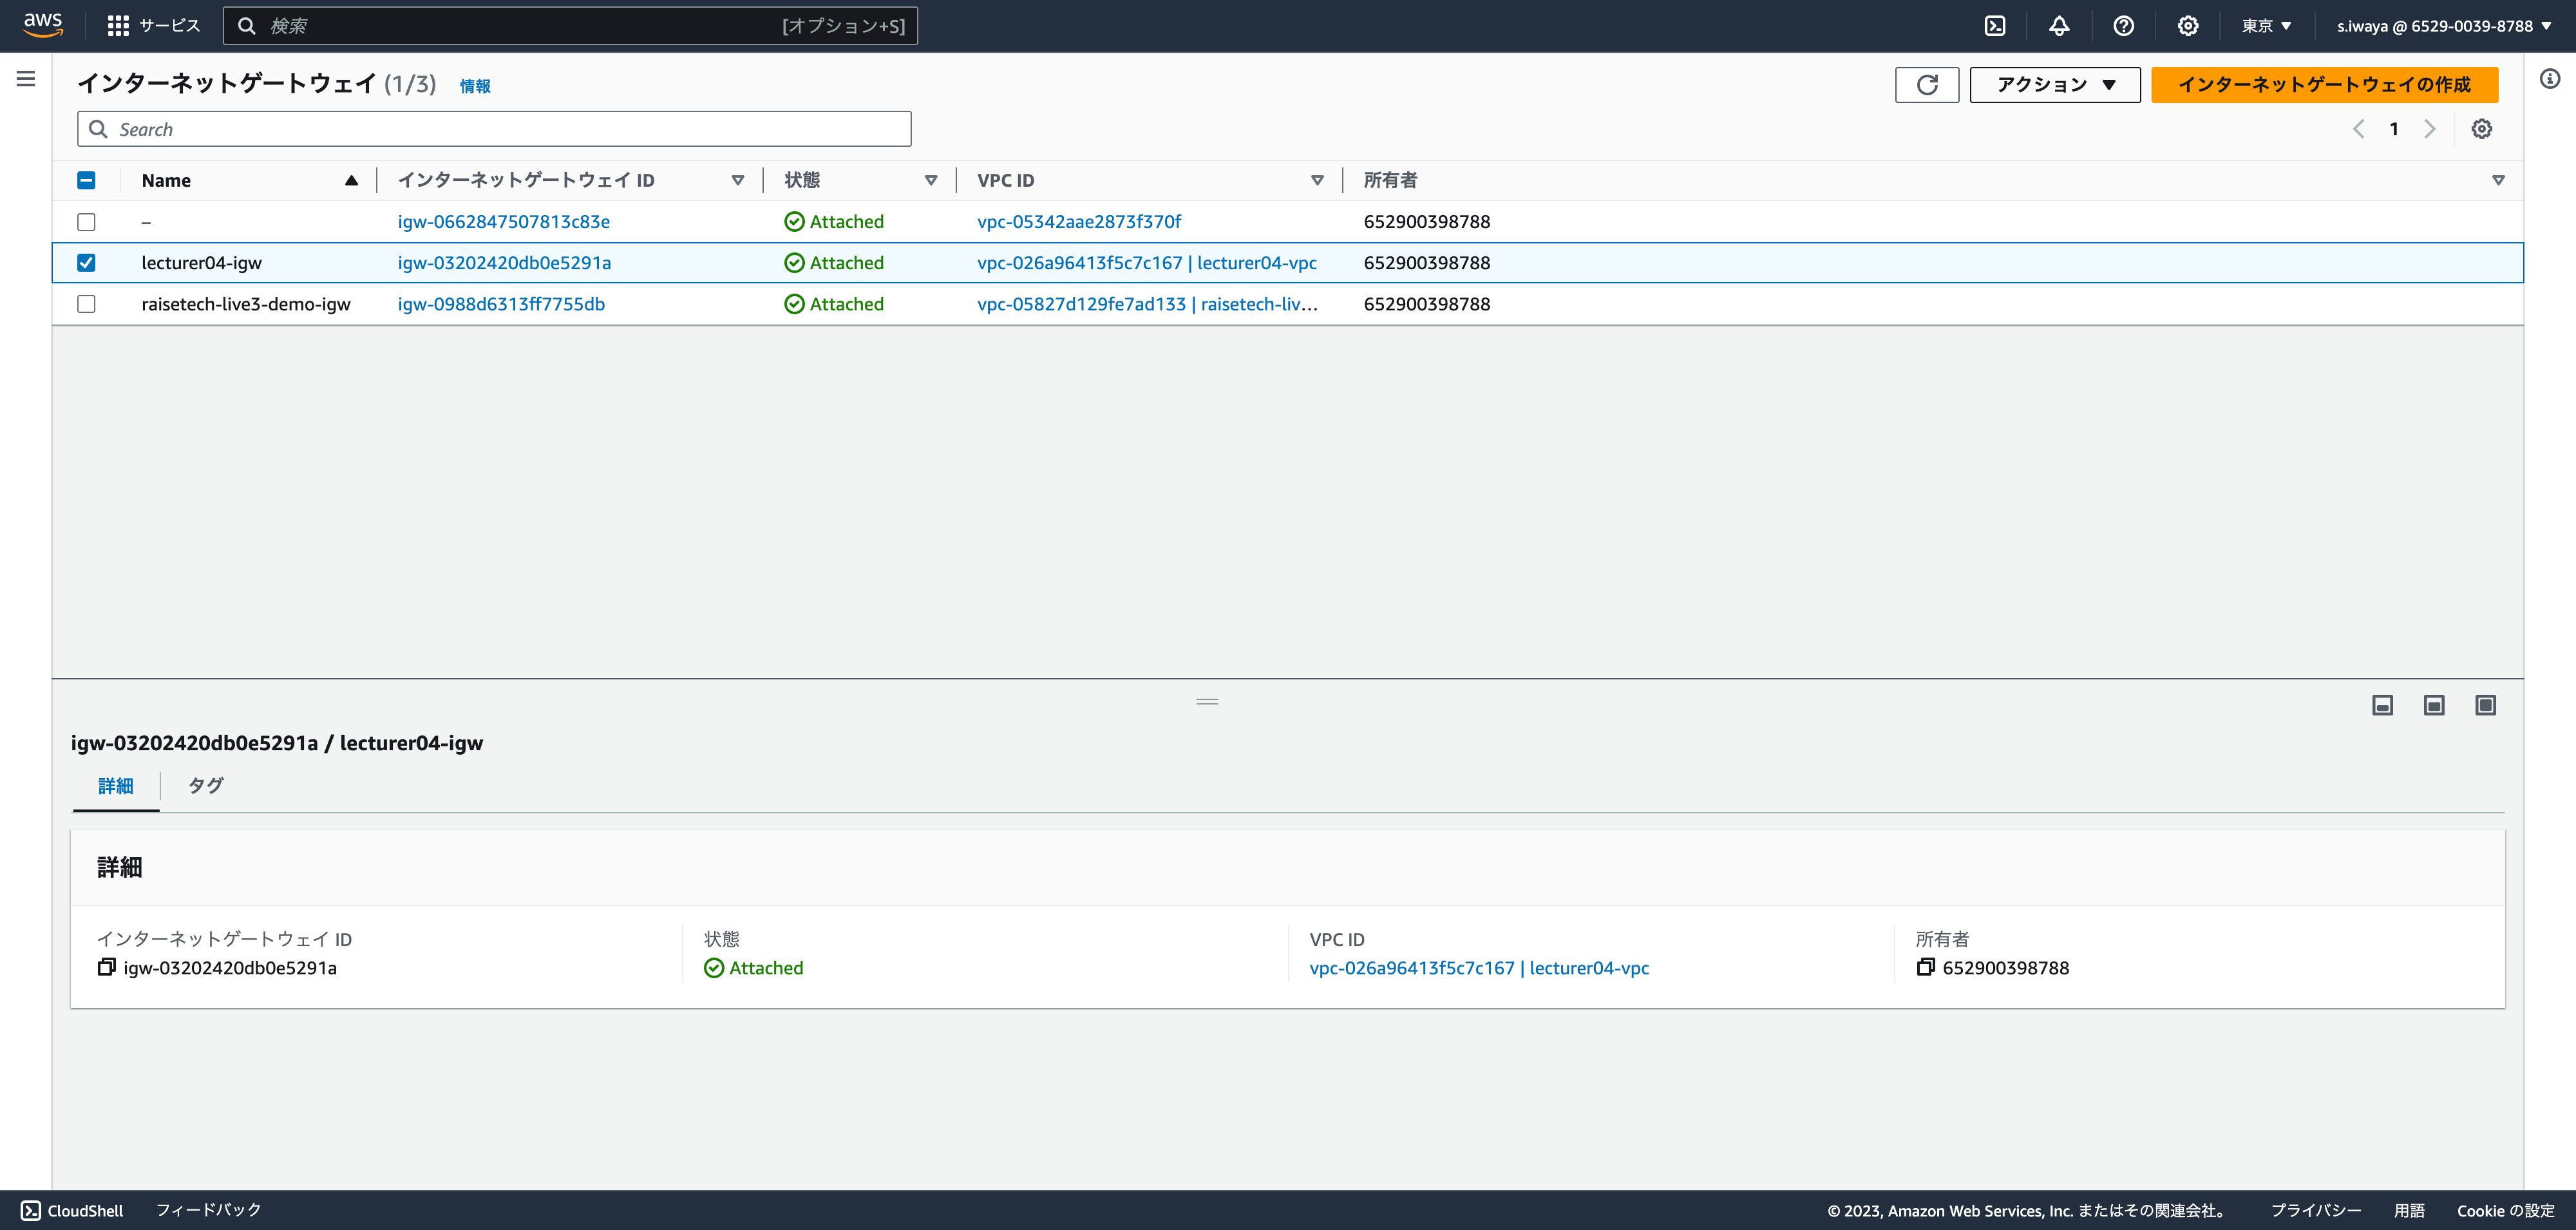 aws サービス 検索 [オプション+S] 東京 ▼ s.iwaya @ 6529-0039-8788 ▼
インターネットゲートウェイ (1/3) 情報 アクション ▼ インターネットゲートウェイの作成
Search 1
Name インターネットゲートウェイ ID 状態 VPC ID 所有者
– igw-0662847507813c83e Attached vpc-05342aae2873f370f 652900398788
lecturer04-igw igw-03202420db0e5291a Attached vpc-026a96413f5c7c167 | lecturer04-vpc 652900398788
raisetech-live3-demo-igw igw-0988d6313ff7755db Attached vpc-05827d129fe7ad133 | raisetech-liv… 652900398788
igw-03202420db0e5291a / lecturer04-igw
詳細 タグ
詳細
インターネットゲートウェイ ID 状態 VPC ID 所有者
igw-03202420db0e5291a Attached vpc-026a96413f5c7c167 | lecturer04-vpc 652900398788
CloudShell フィードバック © 2023, Amazon Web Services, Inc. またはその関連会社。 プライバシー 用語 Cookie の設定